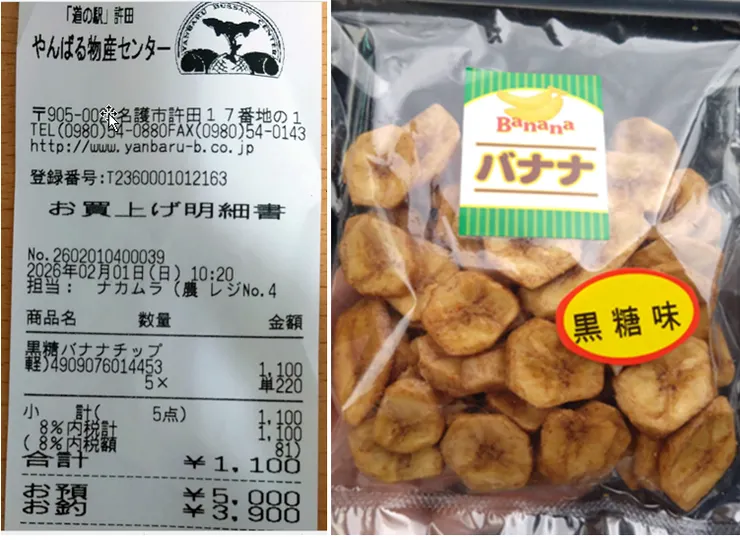 「道の駅」許田
やんばる物産センター
YANBARU BUSSAN CENTER
〒905-00 名護市許田17番地の1
TEL(0980)54-0880FAX(0980)54-0143
http://www.yanbaru-b.co.jp
登録番号:T2360001012163
お買上げ明細書
No.2602010400039
2026年02月01日(日) 10:20
担当: ナカムラ(農 レジNo.4
商品名 数量 金額
黒糖バナナチップ
軽)4909076014453 1,100
5× 単220
小 計( 5点) 1,100
8%内税計 1,100
( 8%内税額 81)
合計 ¥1,100
お預 ¥5,000
お釣 ¥3,900
Banana
バナナ
黒糖味